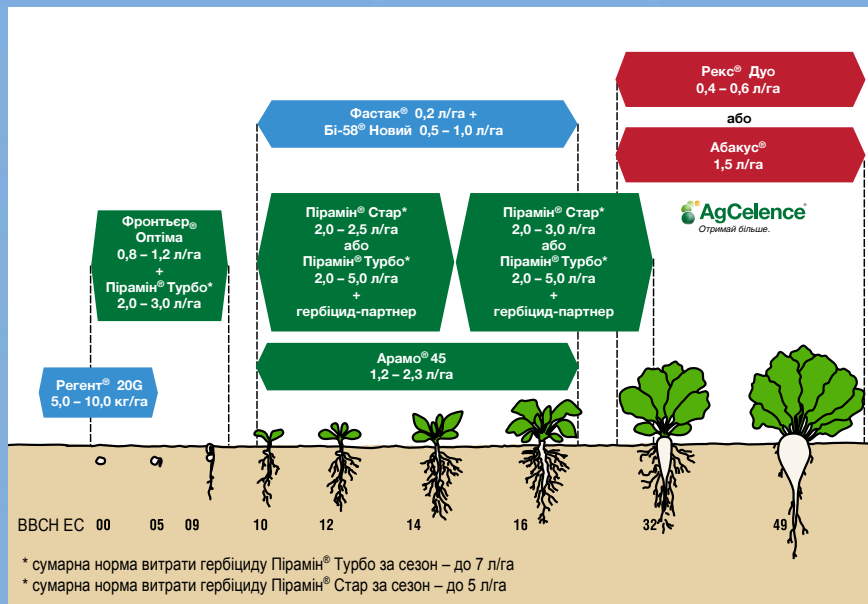 Рекс® Дуо
0,4 – 0,6 л/га
або
Абакус®
1,5 л/га
AgCelence®
Отримай більше.
Фастак® 0,2 л/га +
Бі-58® Новий 0,5 – 1,0 л/га
Фронтьєр®
Оптіма
0,8 – 1,2 л/га
+
Пірамін® Турбо*
2,0 – 3,0 л/га
Пірамін® Стар*
2,0 – 2,5 л/га
або
Пірамін® Турбо*
2,0 – 5,0 л/га
+
гербіцид-партнер
Пірамін® Стар*
2,0 – 3,0 л/га
або
Пірамін® Турбо*
2,0 – 5,0 л/га
+
гербіцид-партнер
Арамо® 45
1,2 – 2,3 л/га
Регент® 20G
5,0 – 10,0 кг/га
ВВСН ЕС 00 05 09 10 12 14 16 32 49
* сумарна норма витрати гербіциду Пірамін® Турбо за сезон – до 7 л/га
* сумарна норма витрати гербіциду Пірамін® Стар за сезон – до 5 л/га